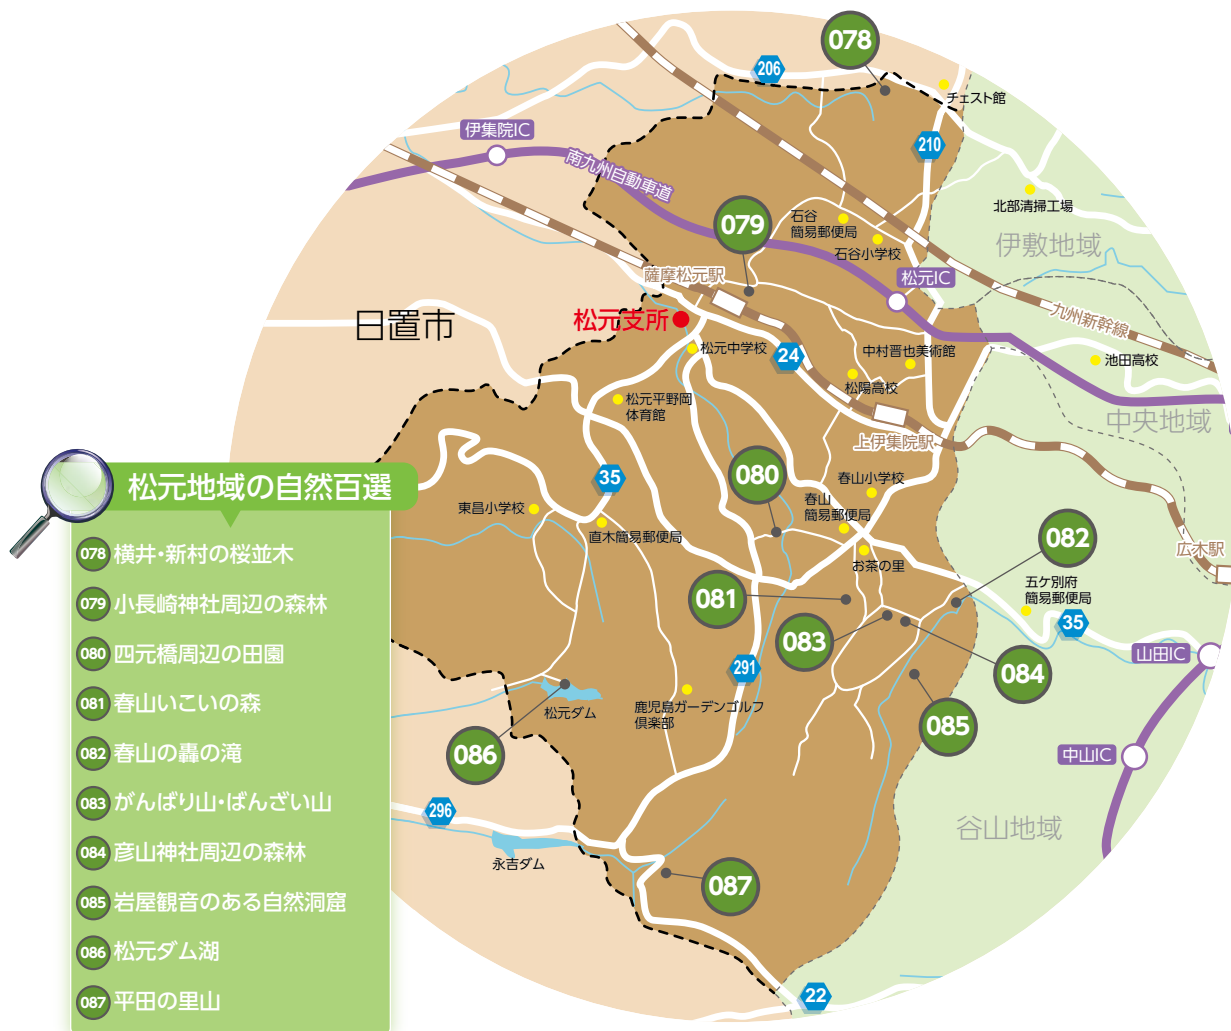 078
206
チェスト館
伊集院IC
210
南九州自動車道
北部清掃工場
079
石谷
簡易郵便局
石谷小学校
伊敷地域
薩摩松元駅
松元IC
日置市
松元支所
九州新幹線
松元中学校
24
中村晋也美術館
池田高校
松陽高校
松元平野岡
体育館
中央地域
上伊集院駅
松元地域の自然百選
080
春山小学校
35
東昌小学校
春山
簡易郵便局
直木簡易郵便局
082
広木駅
お茶の里
078 横井・新村の桜並木
079 小長崎神社周辺の森林
080 四元橋周辺の田園
081 春山いこいの森
082 春山の轟の滝
083 がんばり山・ばんざい山
084 彦山神社周辺の森林
085 岩屋観音のある自然洞窟
086 松元ダム湖
087 平田の里山
081
五ケ別府
簡易郵便局
35
083
山田IC
291
084
松元ダム
鹿児島ガーデンゴルフ
倶楽部
085
086
中山IC
296
谷山地域
永吉ダム
087
22